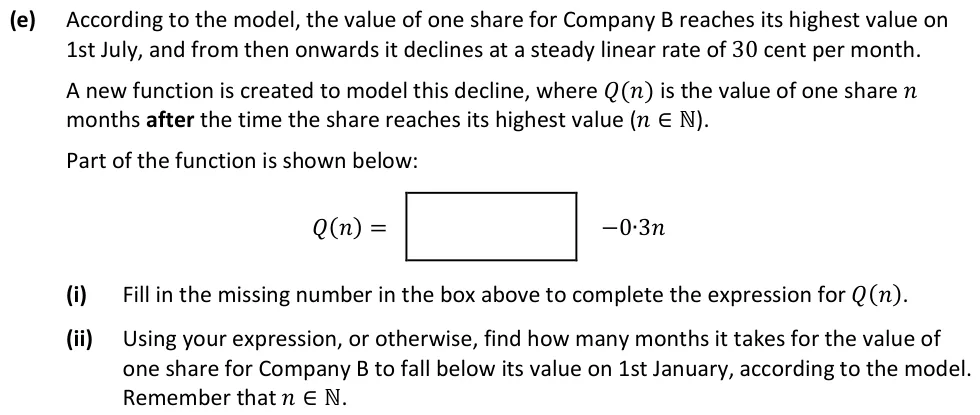 (e) According to the model, the value of one share for Company B reaches its highest value on
1st July, and from then onwards it declines at a steady linear rate of 30 cent per month.
A new function is created to model this decline, where Q(n) is the value of one share n
months after the time the share reaches its highest value (n ∈ ℕ).
Part of the function is shown below:
Q(n) = −0·3n
(i) Fill in the missing number in the box above to complete the expression for Q(n).
(ii) Using your expression, or otherwise, find how many months it takes for the value of
one share for Company B to fall below its value on 1st January, according to the model.
Remember that n ∈ ℕ.